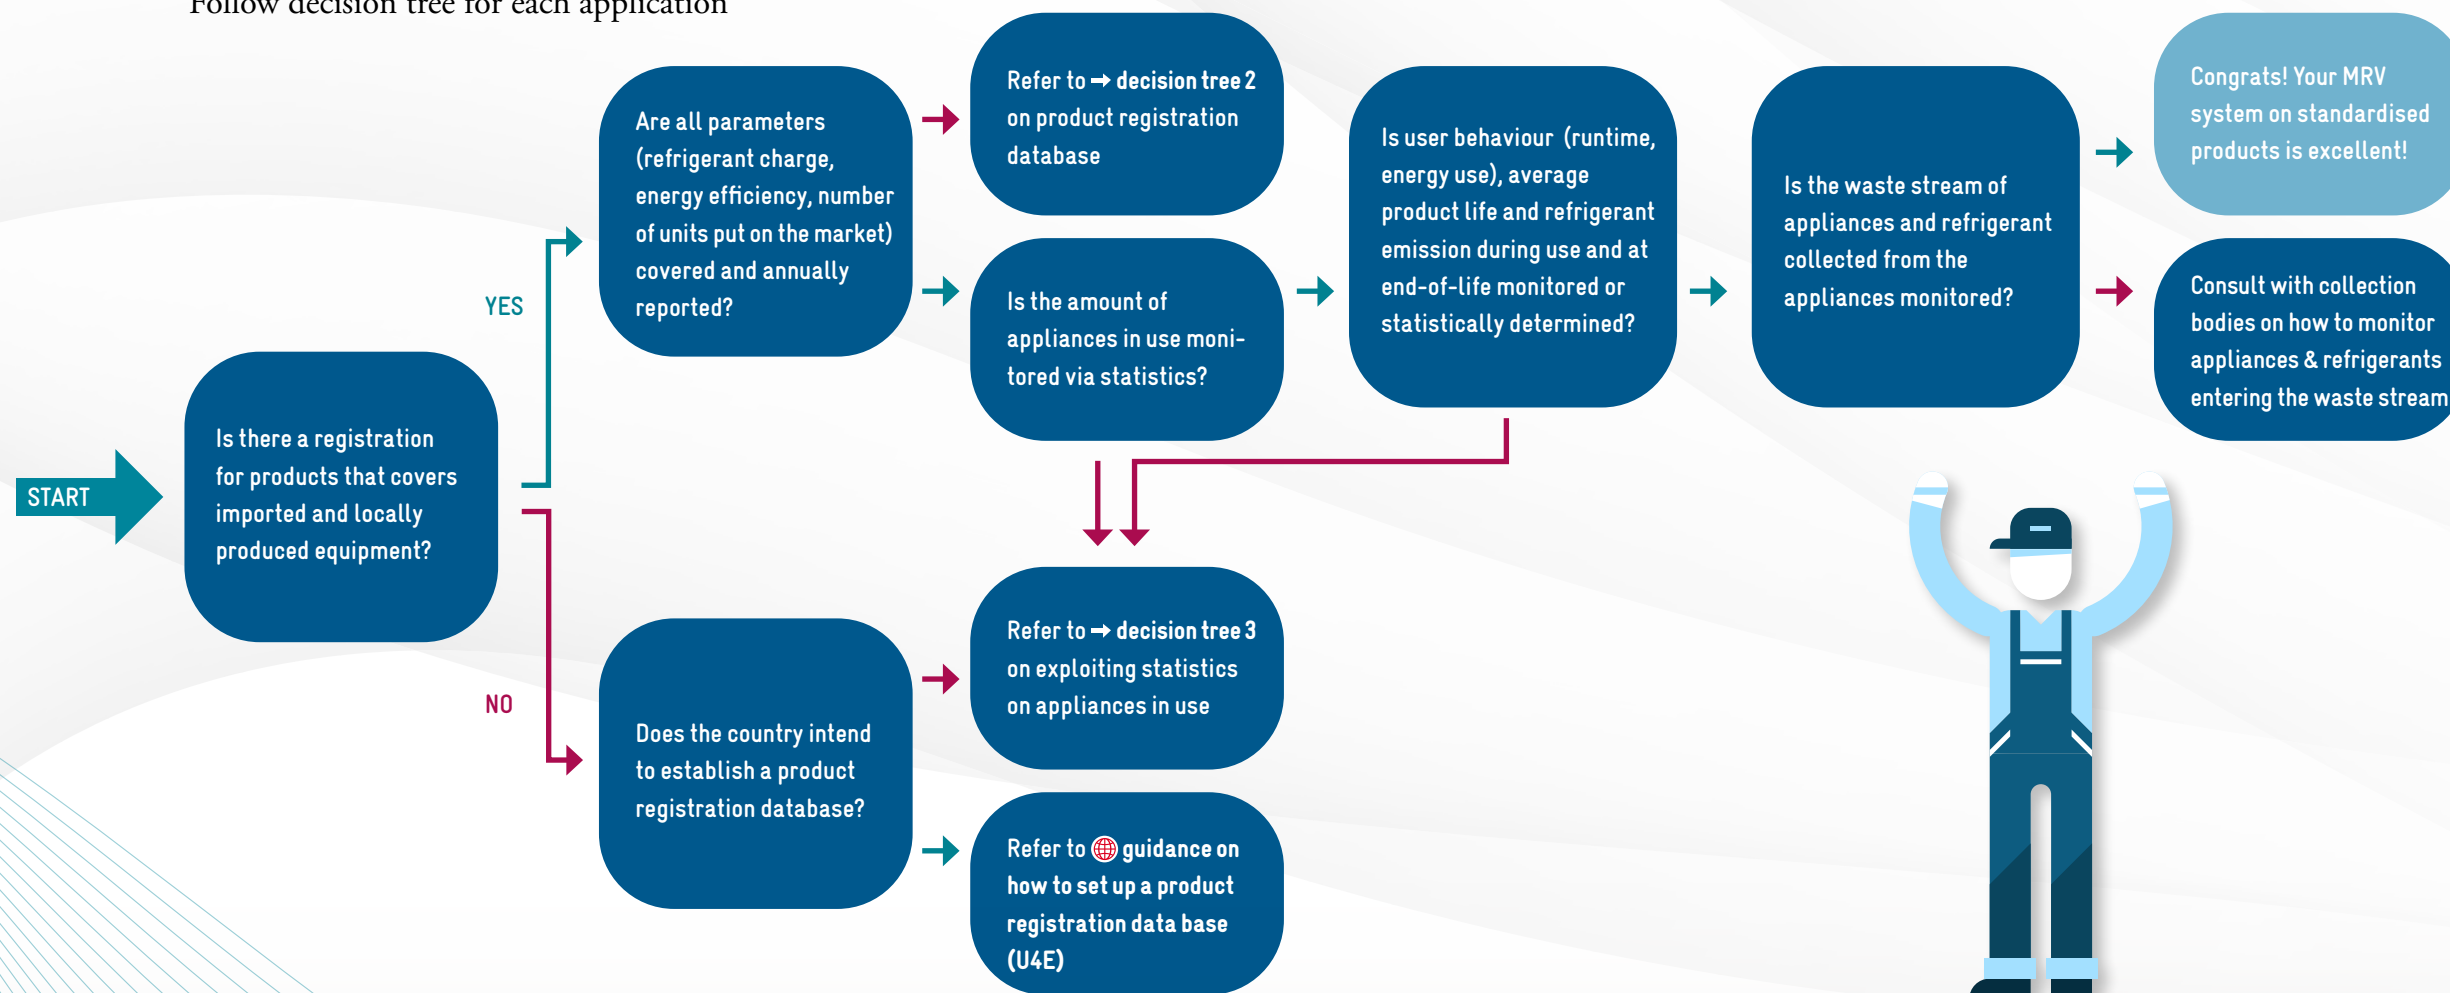 Follow decision tree for each application
START
Is there a registration
for products that covers
imported and locally
produced equipment?
YES
NO
Are all parameters
(refrigerant charge,
energy efficiency, number
of units put on the market)
covered and annually
reported?
Does the country intend
to establish a product
registration database?
Refer to → decision tree 2
on product registration
database
Is the amount of
appliances in use moni-
tored via statistics?
Refer to → decision tree 3
on exploiting statistics
on appliances in use
Refer to guidance on
how to set up a product
registration data base
(U4E)
Is user behaviour (runtime,
energy use), average
product life and refrigerant
emission during use and at
end-of-life monitored or
statistically determined?
Is the waste stream of
appliances and refrigerant
collected from the
appliances monitored?
Congrats! Your MRV
system on standardised
products is excellent!
Consult with collection
bodies on how to monitor
appliances & refrigerants
entering the waste stream